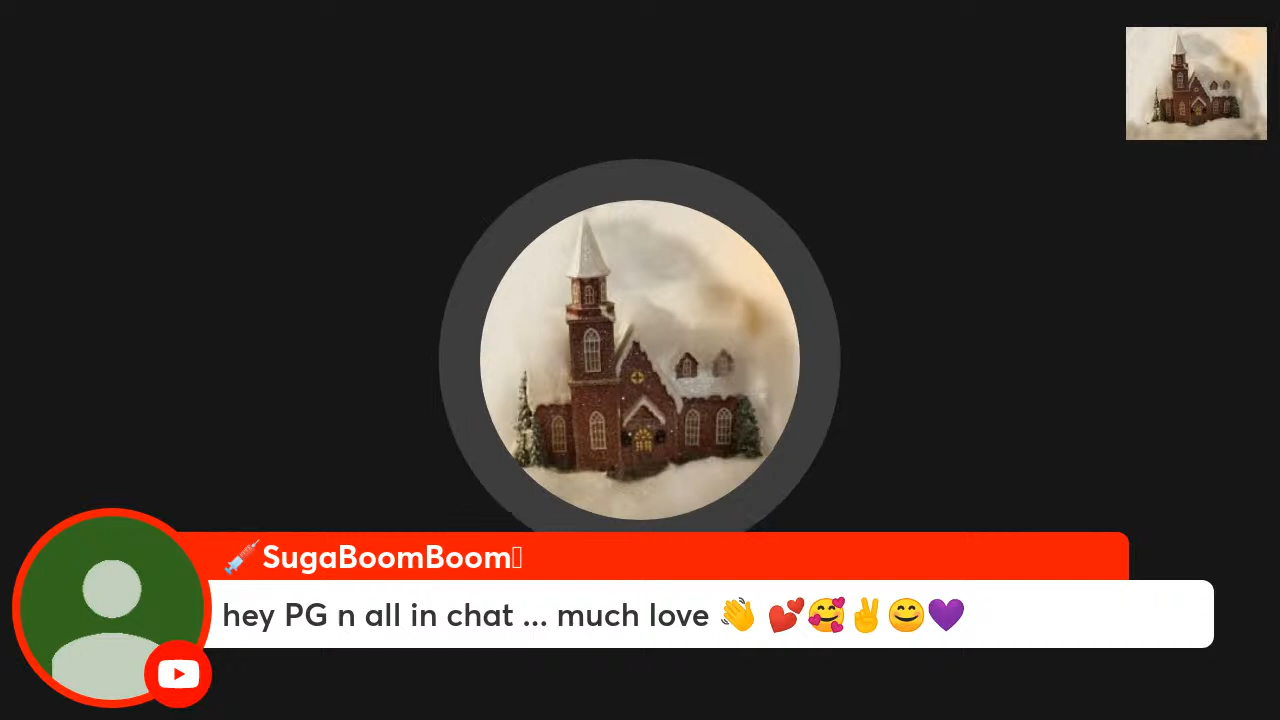 💉SugaBoomBoom
hey PG n all in chat ... much love 👋 💕🥰✌️😊💜